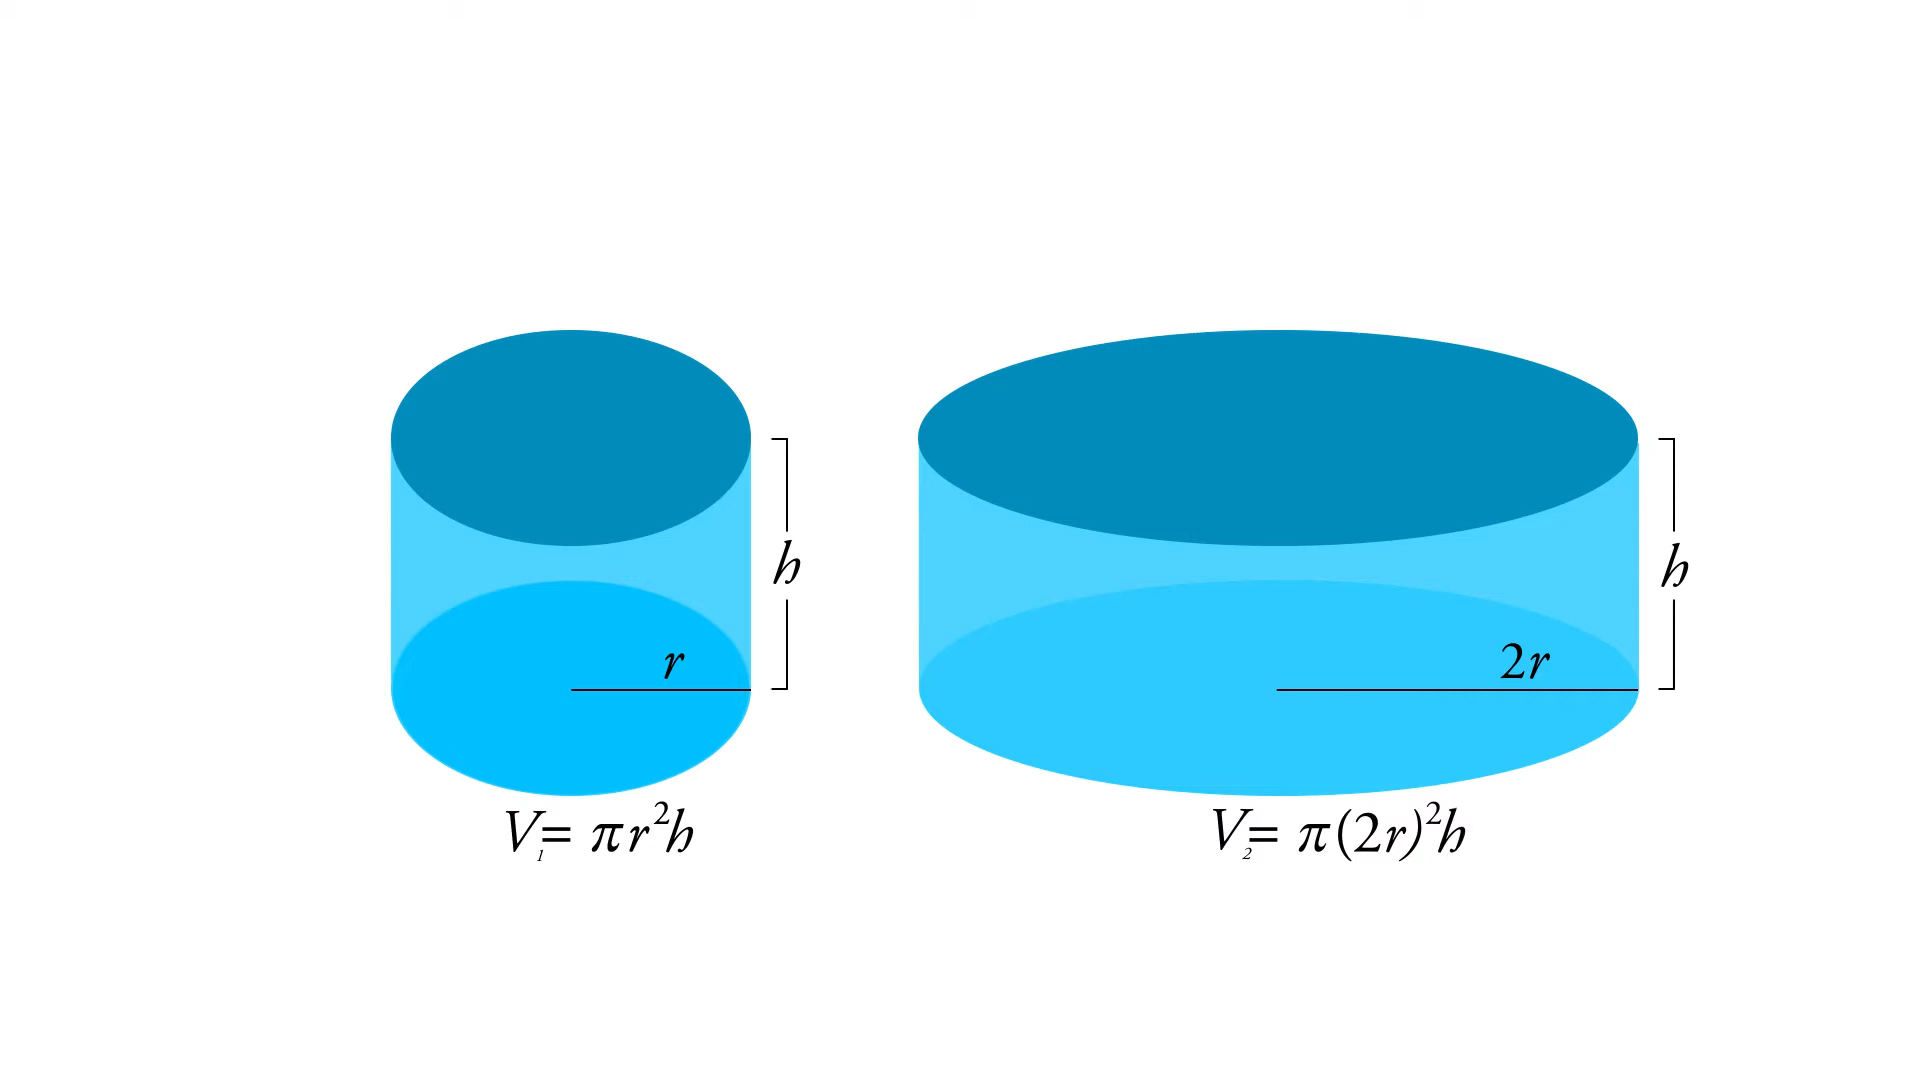 h
h
r
2r
V₁= πr²h
V₂= π(2r)²h